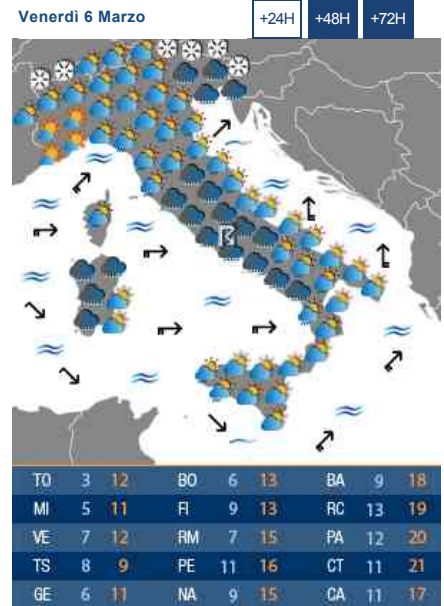 Venerdì 6 Marzo +24H +48H +72H
TO 3 12 BO 6 13 BA 9 18
MI 5 11 FI 9 13 RC 13 19
VE 7 12 RM 7 15 PA 12 20
TS 8 9 PE 11 16 CT 11 21
GE 6 11 NA 9 15 CA 11 17